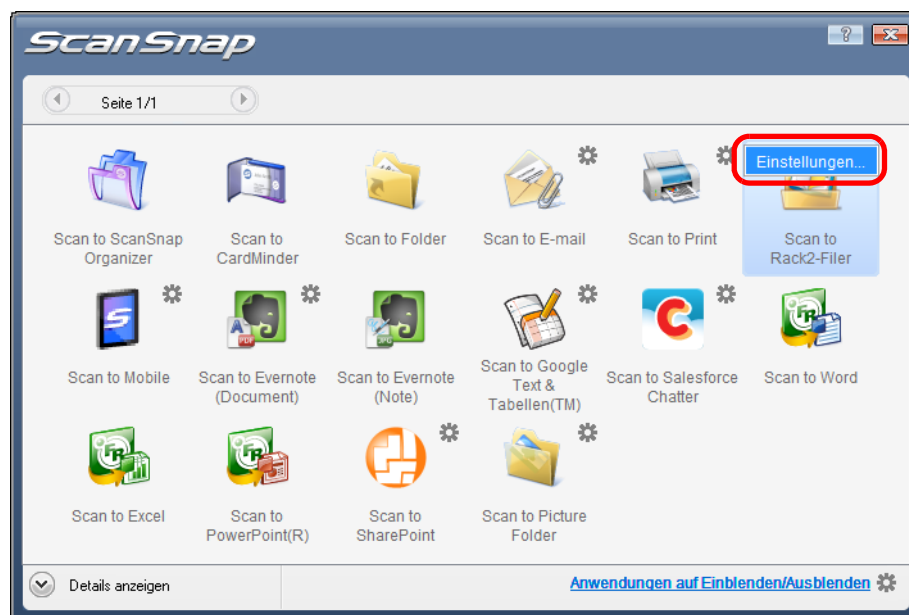 ScanSnap
Seite 1/1
Einstellungen...
Scan to ScanSnap
Organizer
Scan to
CardMinder
Scan to Folder
Scan to E-mail
Scan to Print
Scan to
Rack2-Filer
Scan to Mobile
Scan to Evernote
(Document)
Scan to Evernote
(Note)
Scan to Google
Text &
Tabellen(TM)
Scan to Salesforce
Chatter
Scan to Word
Scan to Excel
Scan to
PowerPoint(R)
Scan to
SharePoint
Scan to Picture
Folder
Details anzeigen
Anwendungen auf Einblenden/Ausblenden